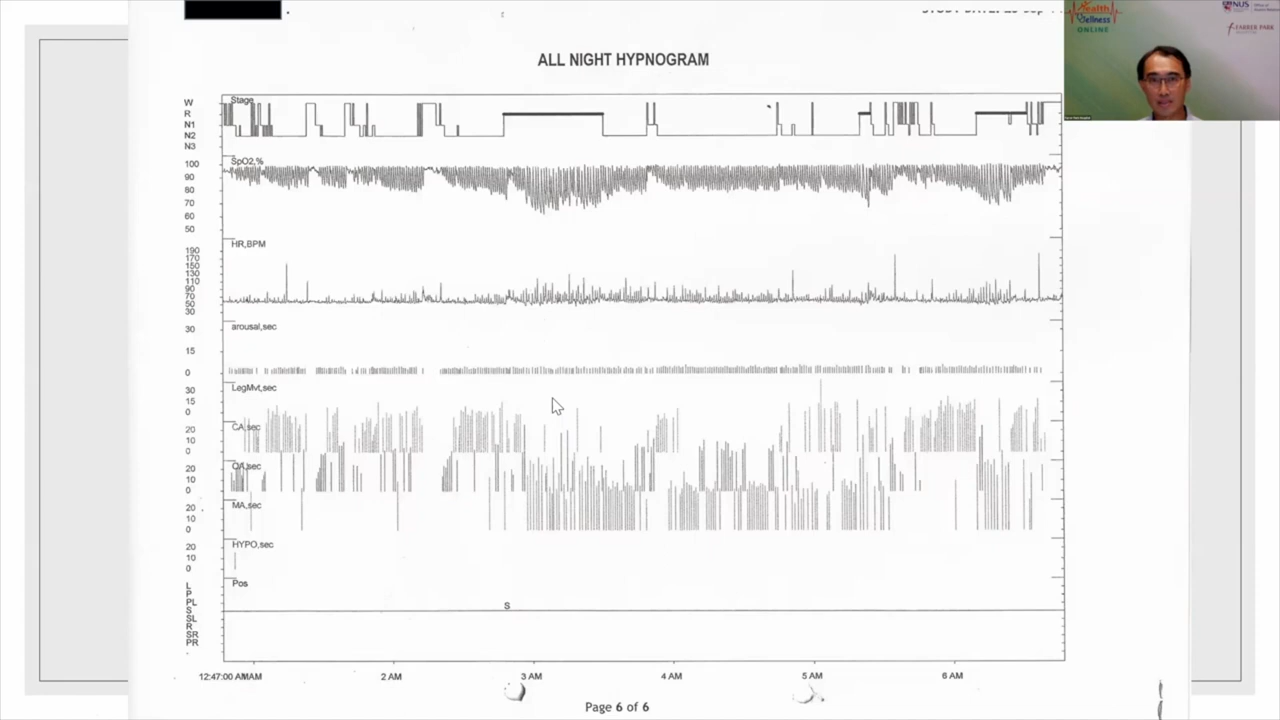 Health
Wellness
ONLINE
NUS
FARRER PARK
ALL NIGHT HYPNOGRAM
Stage
W
R
N1
N2
N3
SpO2,%
100
90
80
70
60
50
HR,BPM
190
170
150
130
110
90
70
50
30
arousal,sec
30
15
0
LegMvt,sec
30
15
0
CA,sec
20
10
0
OA,sec
20
10
0
MA,sec
20
10
0
HYPO,sec
20
10
0
Pos
L
P
PL
S
SL
R
SR
PR
S
12:47:00 AM 2 AM 3 AM 4 AM 5 AM 6 AM
Page 6 of 6